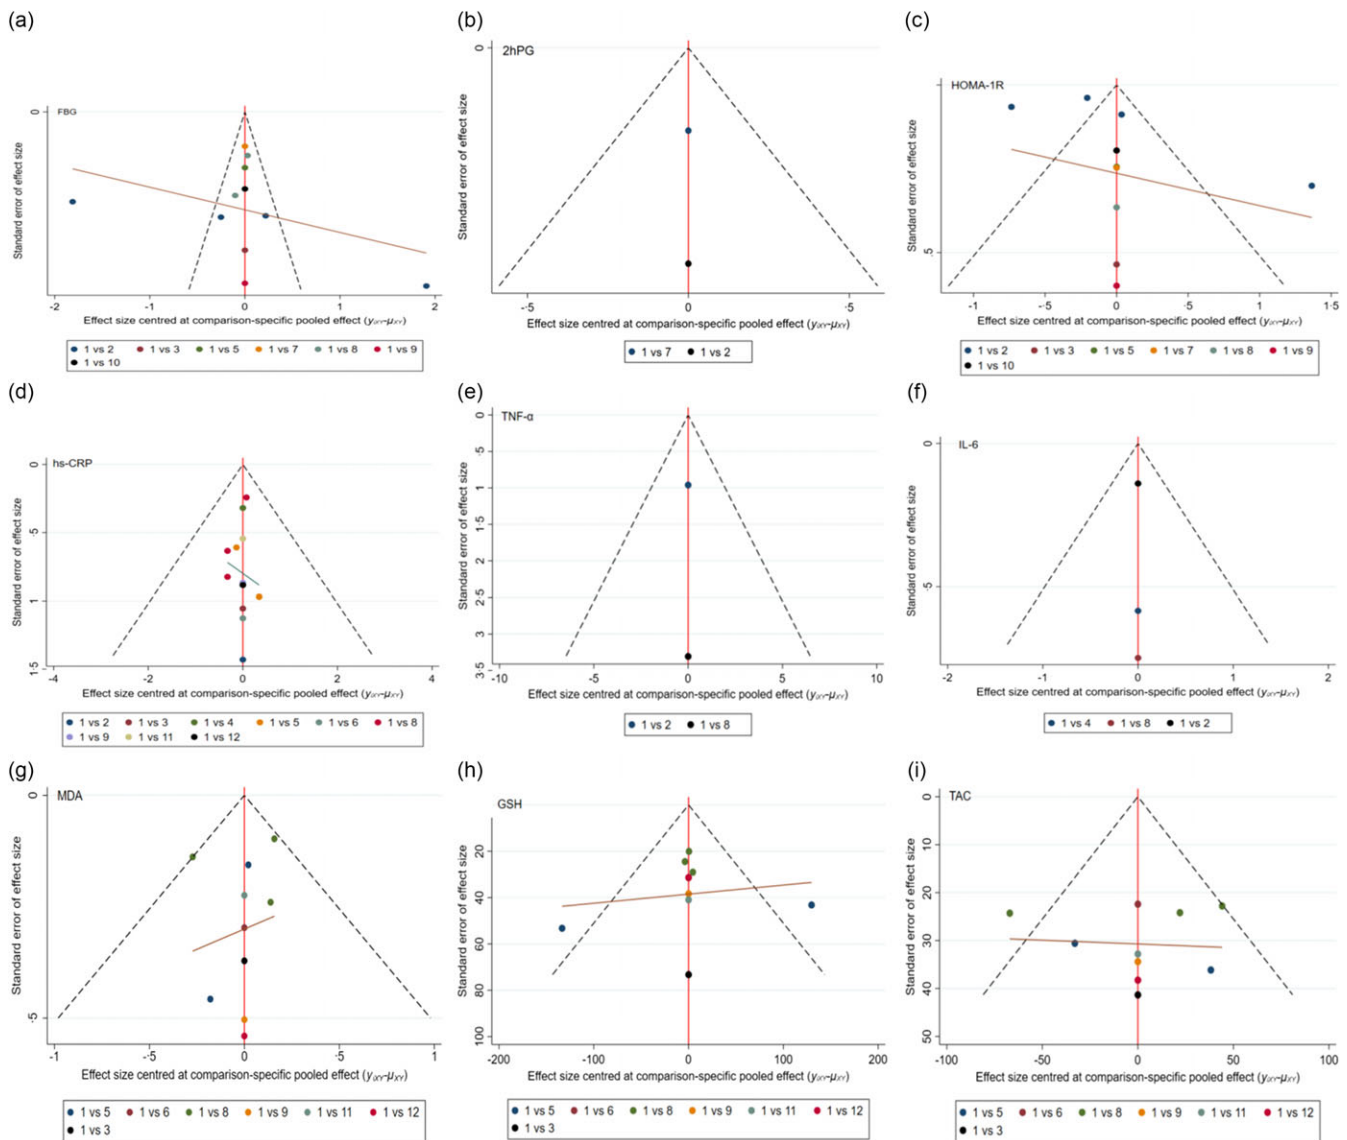 (a)
FBG
0
Standard error of effect size
-2 -1 0 1 2
Effect size centred at comparison-specific pooled effect (yiXY-μXY)
1 vs 2 1 vs 3 1 vs 5 1 vs 7 1 vs 8 1 vs 9
1 vs 10
(b)
2hPG
0
Standard error of effect size
-·5 0 ·5
Effect size centred at comparison-specific pooled effect (yiXY-μXY)
1 vs 7 1 vs 2
(c)
HOMA-1R
·5
Standard error of effect size
-1 -·5 0 ·5 1 1·5
Effect size centred at comparison-specific pooled effect (yiXY-μXY)
1 vs 2 1 vs 3 1 vs 5 1 vs 7 1 vs 8 1 vs 9
1 vs 10
(d)
hs-CRP
0
·5
1
1·5
Standard error of effect size
-4 -2 0 2 4
Effect size centred at comparison-specific pooled effect (yiXY-μXY)
1 vs 2 1 vs 3 1 vs 4 1 vs 5 1 vs 6 1 vs 8
1 vs 9 1 vs 11 1 vs 12
(e)
TNF-α
0
·5
1
1·5
2
2·5
3
3·5
Standard error of effect size
-10 -5 0 5 10
Effect size centred at comparison-specific pooled effect (yiXY-μXY)
1 vs 2 1 vs 8
(f)
IL-6
0
·5
Standard error of effect size
-2 -1 0 1 2
Effect size centred at comparison-specific pooled effect (yiXY-μXY)
1 vs 4 1 vs 8 1 vs 2
(g)
MDA
0
·5
Standard error of effect size
-1 -·5 0 ·5 1
Effect size centred at comparison-specific pooled effect (yiXY-μXY)
1 vs 5 1 vs 6 1 vs 8 1 vs 9 1 vs 11 1 vs 12
1 vs 3
(h)
GSH
20
40
60
80
100
Standard error of effect size
-200 -100 0 100 200
Effect size centred at comparison-specific pooled effect (yiXY-μXY)
1 vs 5 1 vs 6 1 vs 8 1 vs 9 1 vs 11 1 vs 12
1 vs 3
(i)
TAC
0
10
20
30
40
50
Standard error of effect size
-100 -50 0 50 100
Effect size centred at comparison-specific pooled effect (yiXY-μXY)
1 vs 5 1 vs 6 1 vs 8 1 vs 9 1 vs 11 1 vs 12
1 vs 3